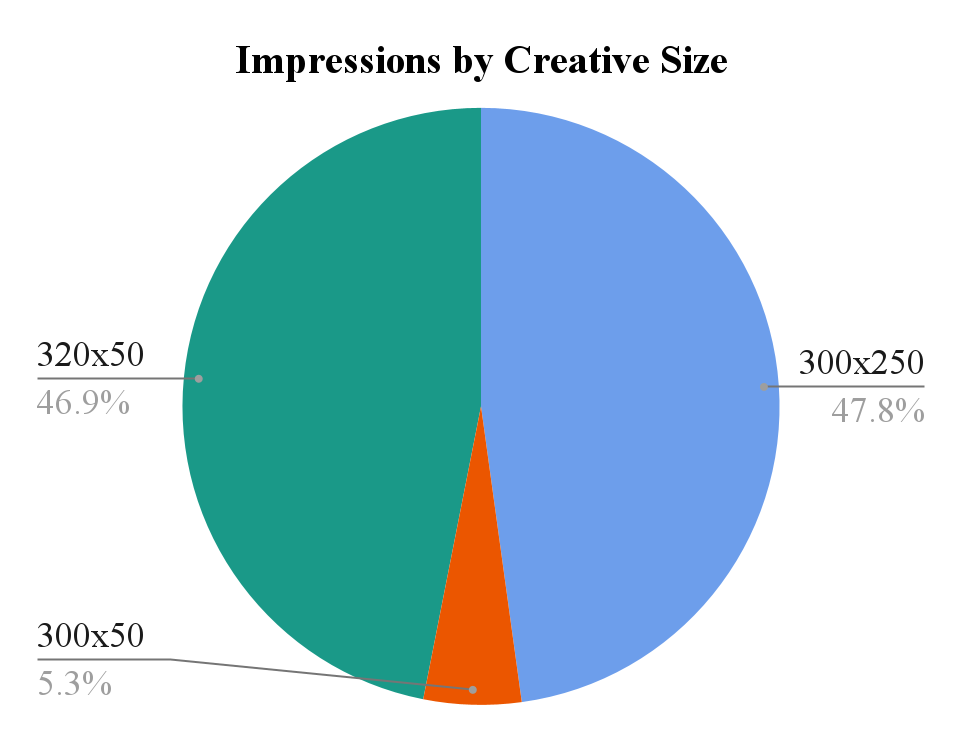 Impressions by Creative Size
320x50
46.9%
300x250
47.8%
300x50
5.3%